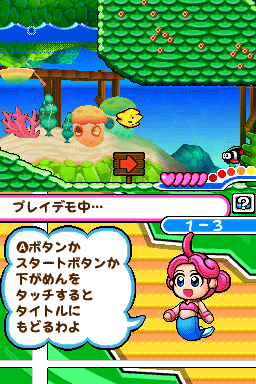 プレイデモ中…
?
1-3
Ⓐボタンか
スタートボタンか
下がめんを
タッチすると
タイトルに
もどるわよ